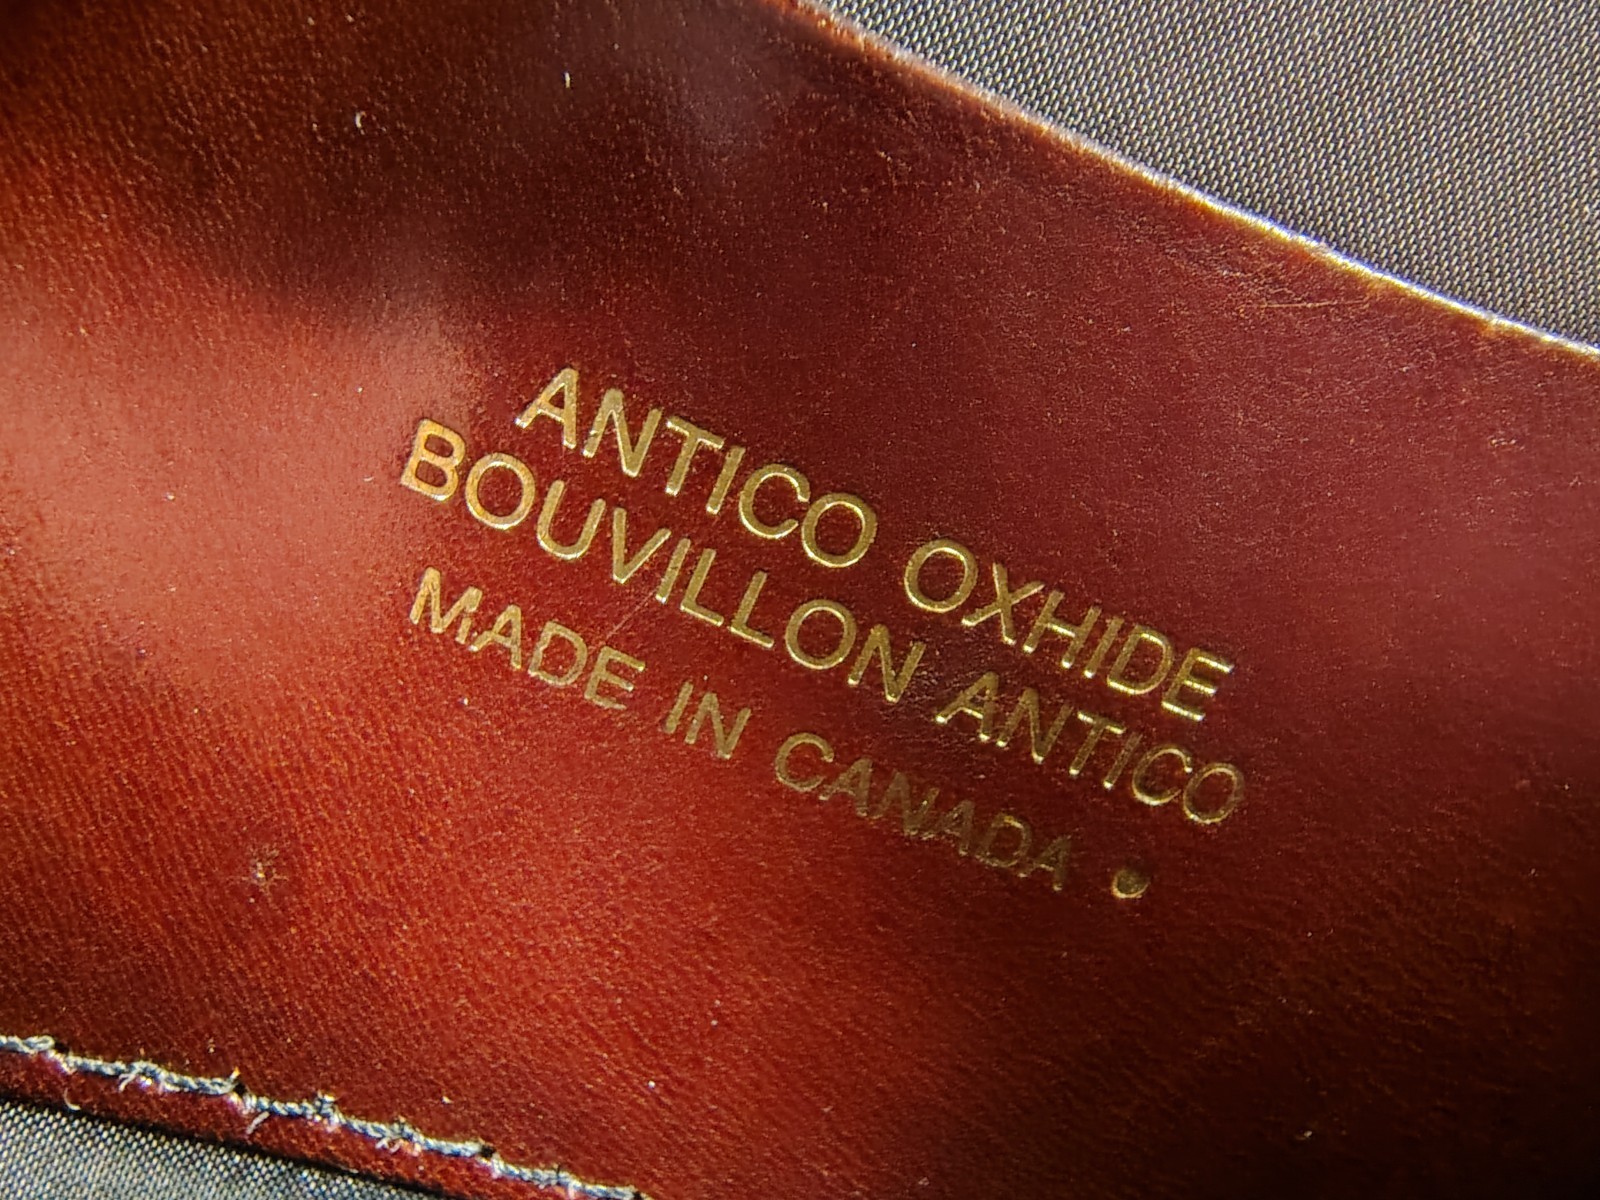 ANTICO OXHIDE
BOUVILLON ANTICO
MADE IN CANADA •